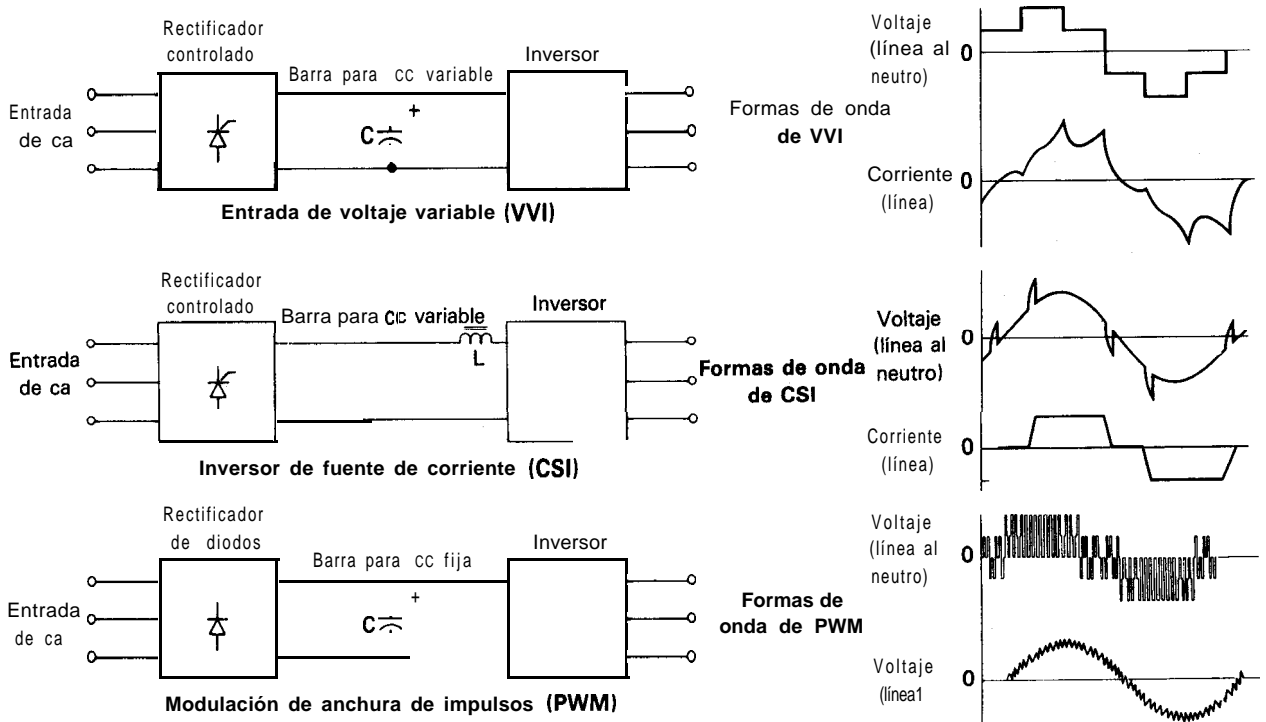 Rectificador
controlado
Barra para cc variable
Inversor
Entrada
de ca
C
+
Entrada de voltaje variable (VVI)
Formas de onda
de VVI
Voltaje
(línea al
neutro)
0
Corriente
(línea)
0
Rectificador
controlado
Barra para cc variable
Inversor
Entrada
de ca
L
Inversor de fuente de corriente (CSI)
Formas de onda
de CSI
Voltaje
(línea al
neutro)
0
Corriente
(línea)
0
Rectificador
de diodos
Barra para cc fija
Inversor
Entrada
de ca
C
+
Modulación de anchura de impulsos (PWM)
Formas de
onda de PWM
Voltaje
(línea al
neutro)
0
Voltaje
(línea1
0